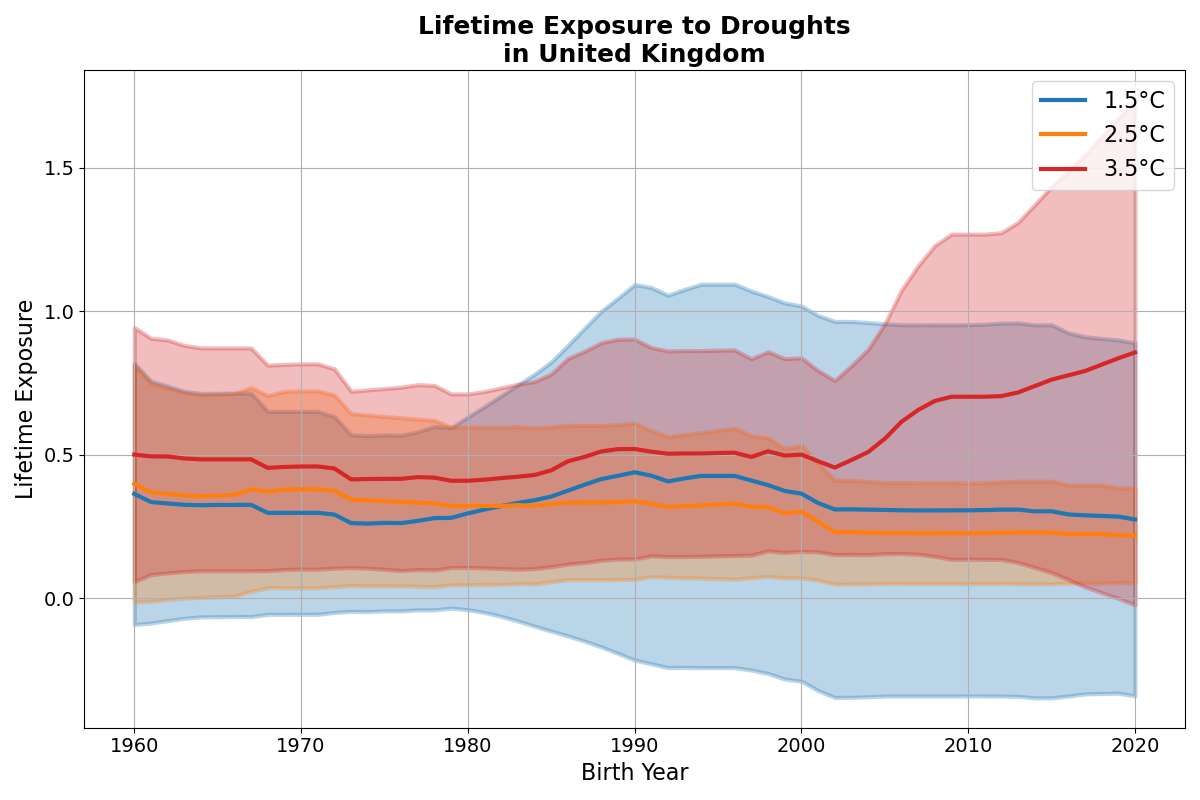 Lifetime Exposure to Droughts
in United Kingdom
1.5°C
2.5°C
3.5°C
Lifetime Exposure
1.5
1.0
0.5
0.0
1960 1970 1980 1990 2000 2010 2020
Birth Year